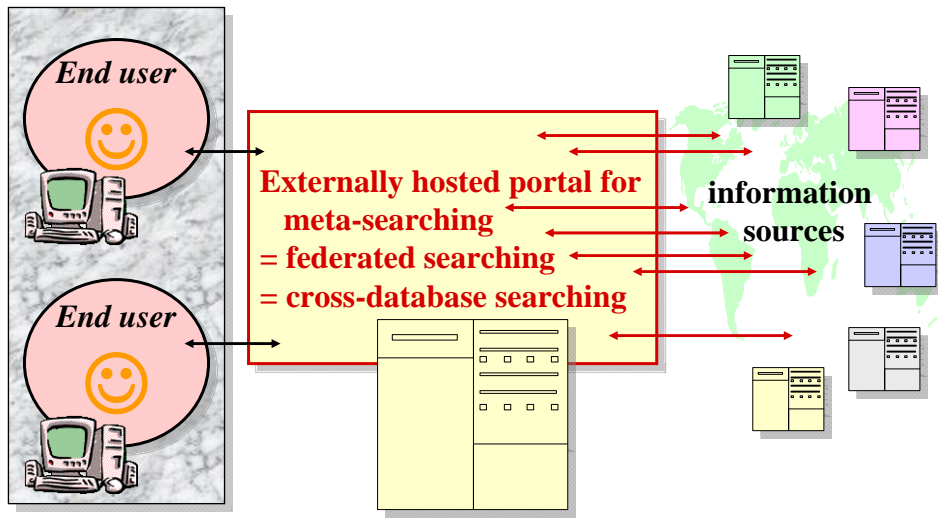 End user
Externally hosted portal for
meta-searching
= federated searching
= cross-database searching
information
sources
End user